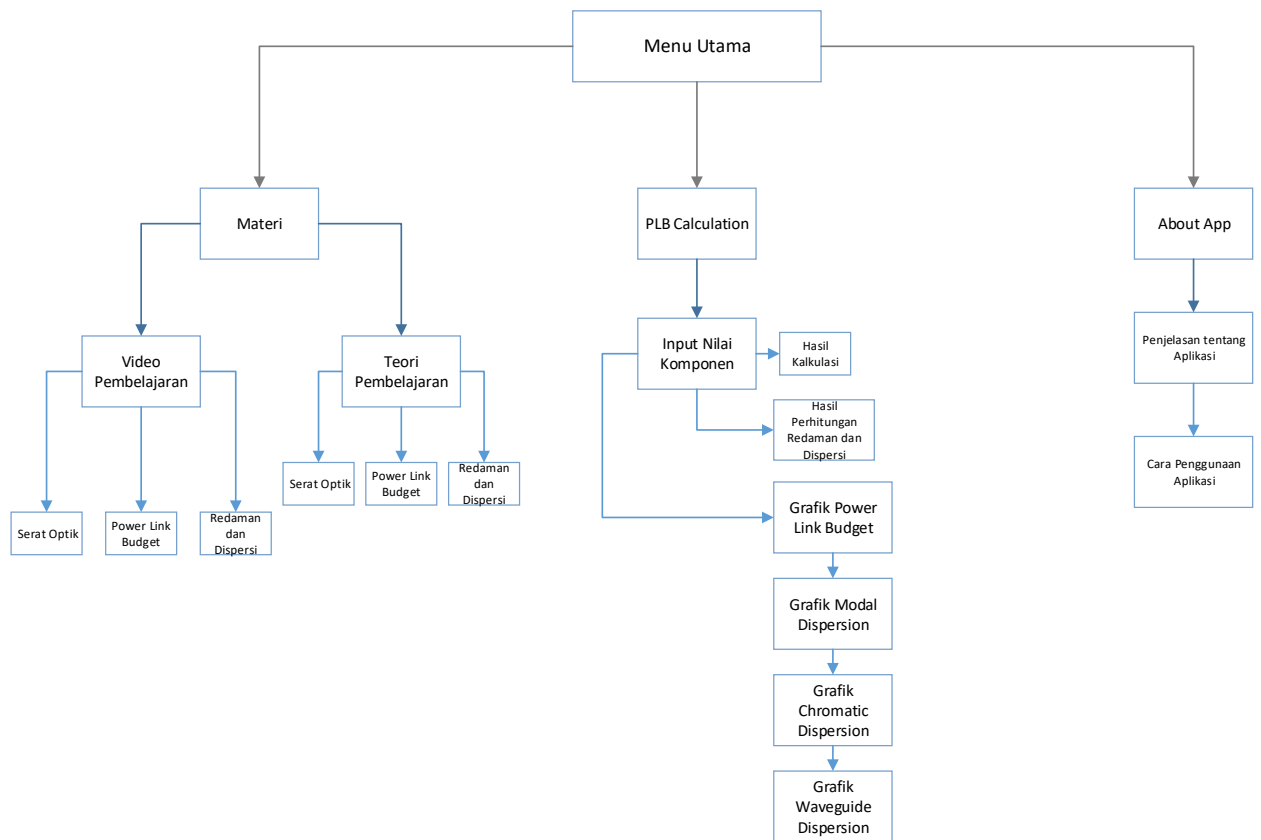 Menu Utama
Materi
PLB Calculation
About App
Video
Pembelajaran
Teori
Pembelajaran
Input Nilai
Komponen
Hasil
Kalkulasi
Penjelasan tentang
Aplikasi
Hasil
Perhitungan
Redaman dan
Dispersi
Serat Optik
Power Link
Budget
Redaman
dan
Dispersi
Serat Optik
Power Link
Budget
Redaman
dan
Dispersi
Cara Penggunaan
Aplikasi
Grafik Power
Link Budget
Grafik Modal
Dispersion
Grafik
Chromatic
Dispersion
Grafik
Waveguide
Dispersion